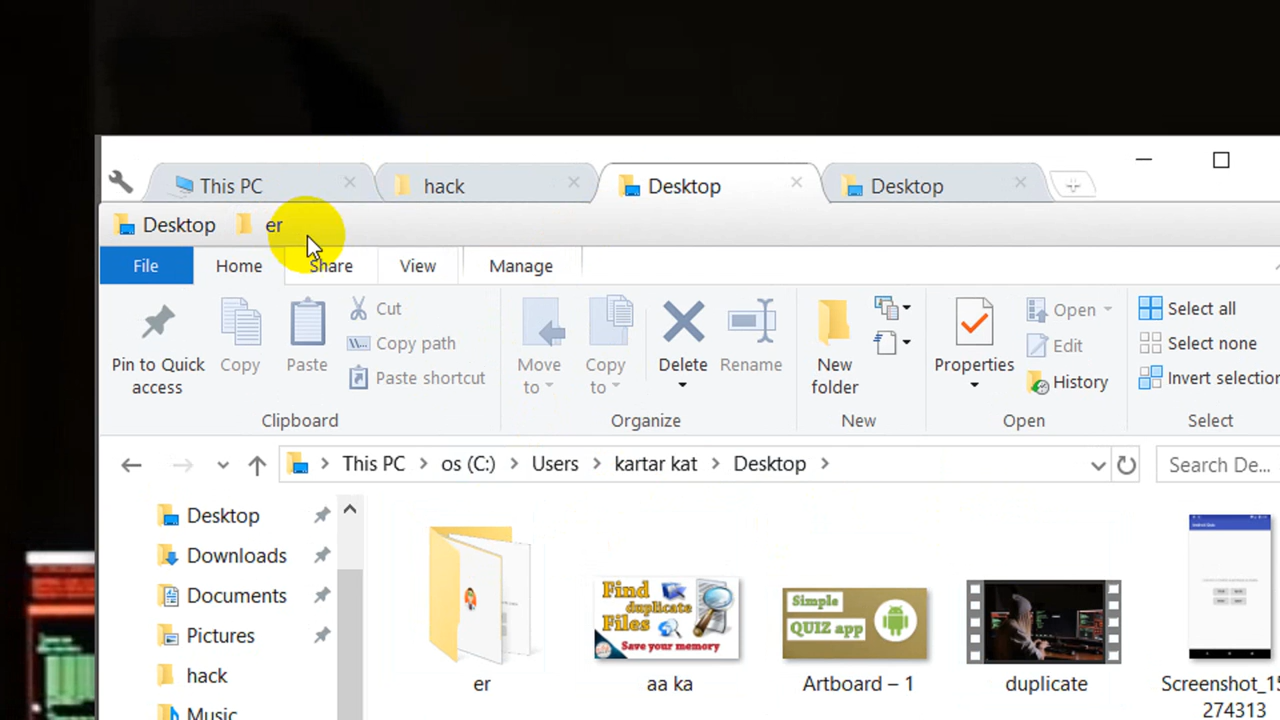 This PC
hack
Desktop
Desktop
Desktop
er
File
Home
Share
View
Manage
Pin to Quick access
Copy
Paste
Cut
Copy path
Paste shortcut
Move to
Copy to
Delete
Rename
New folder
Properties
Open
Edit
History
Select all
Select none
Invert selection
Clipboard
Organize
New
Open
Select
This PC > os (C:) > Users > kartar kat > Desktop >
Search De...
Desktop
Downloads
Documents
Pictures
hack
Music
Find
duplicate
Files
Save your memory
Simple
QUIZ app
er
aa ka
Artboard – 1
duplicate
Screenshot_15
274313